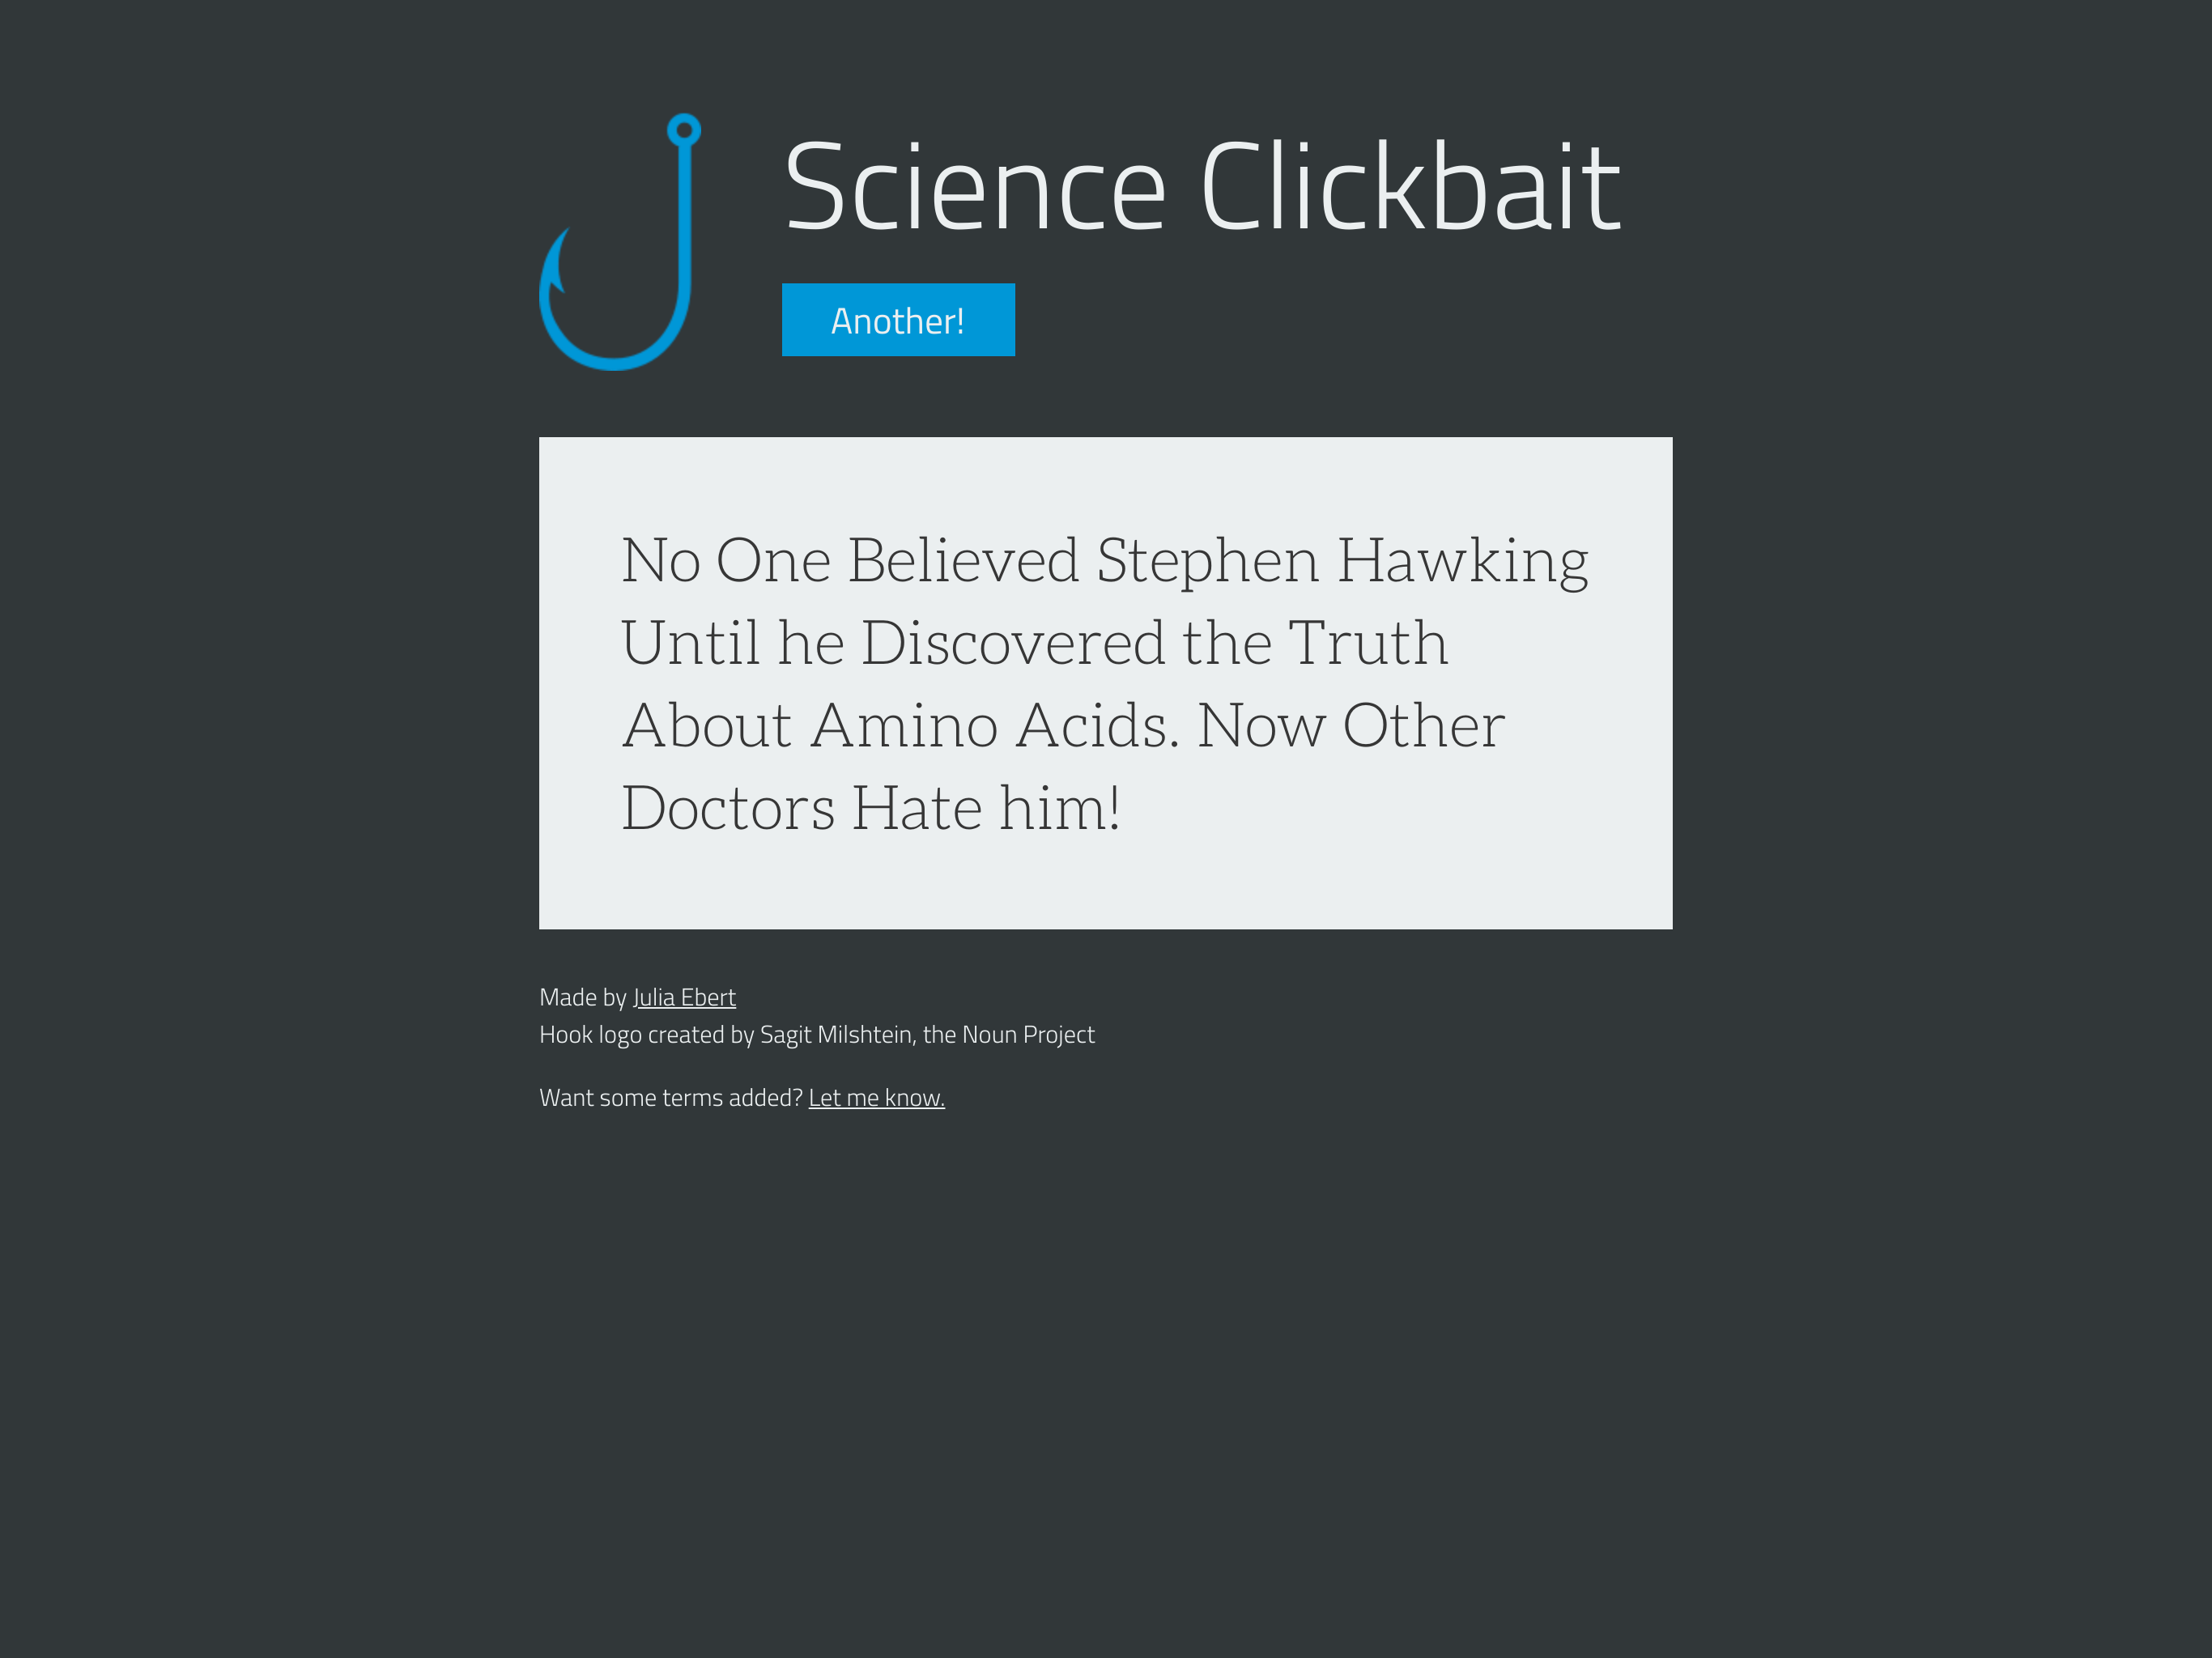 Science Clickbait
Another!
No One Believed Stephen Hawking
Until he Discovered the Truth
About Amino Acids. Now Other
Doctors Hate him!
Made by Julia Ebert
Hook logo created by Sagit Milshtein, the Noun Project
Want some terms added? Let me know.